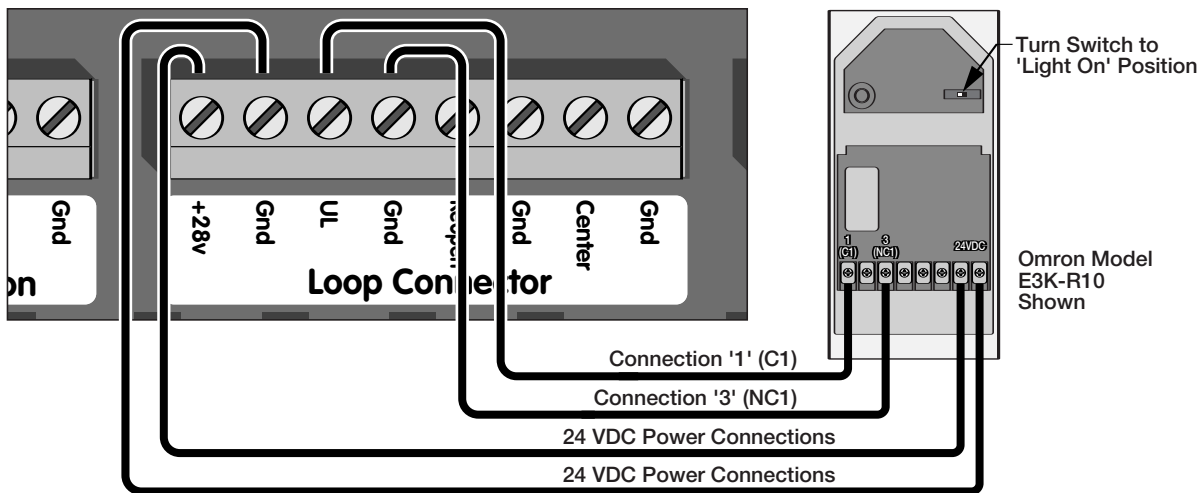 Turn Switch to
'Light On' Position
Gnd
+28v
Gnd
UL
Gnd
Gnd
Center
Gnd
on
Loop Connector
1
(C1)
3
(NC1)
24VDC
Omron Model
E3K-R10
Shown
Connection '1' (C1)
Connection '3' (NC1)
24 VDC Power Connections
24 VDC Power Connections